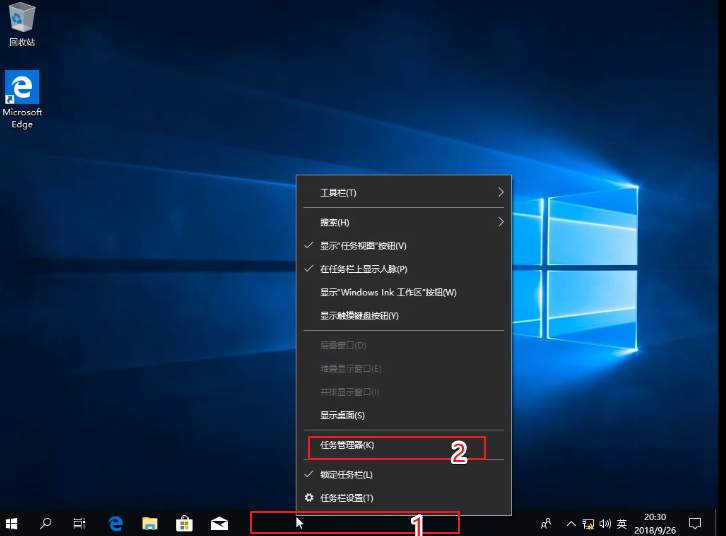 回收站
Microsoft
Edge
工具栏(T)
搜索(H)
显示"任务视图"按钮(V)
在任务栏上显示人脉(P)
显示"Windows Ink 工作区"按钮(W)
显示触摸键盘按钮(Y)
层叠窗口(D)
堆叠显示窗口(E)
并排显示窗口(I)
显示桌面(S)
任务管理器(K)
2
锁定任务栏(L)
任务栏设置(T)
1
英
20:30
2018/9/26